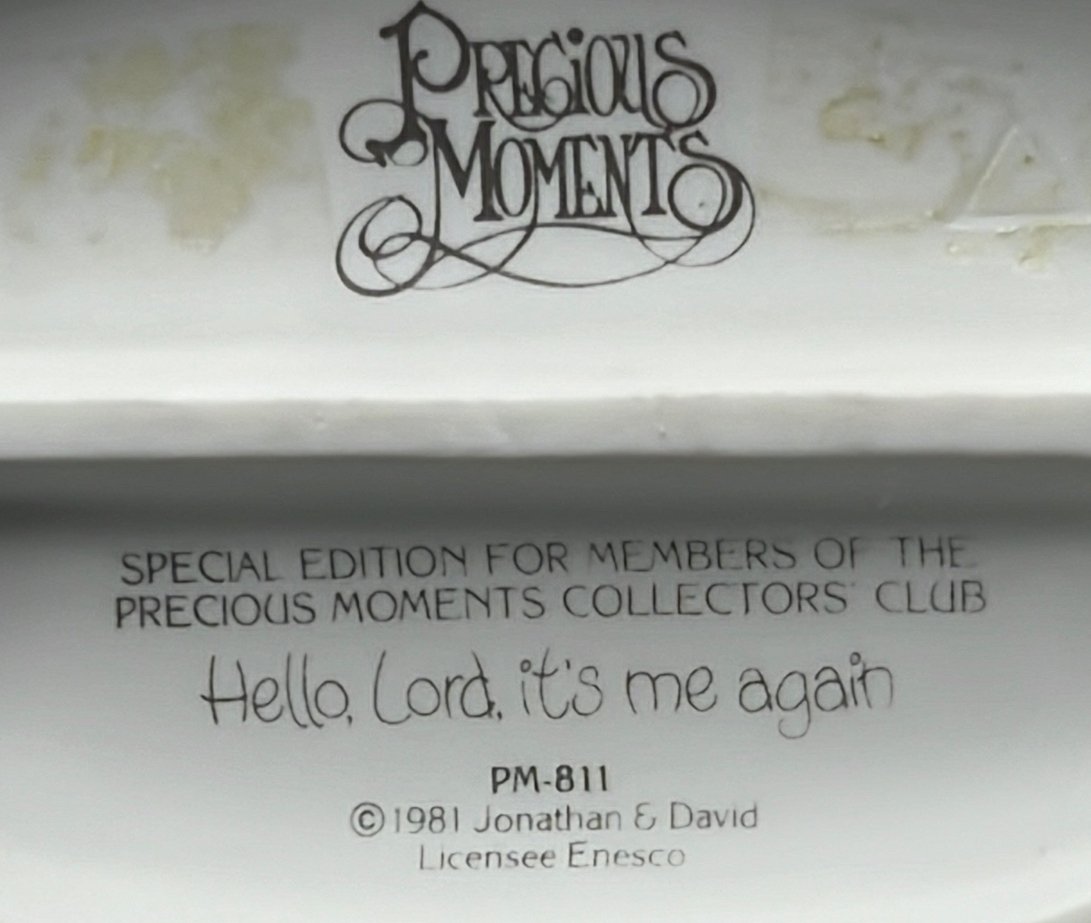 PRECiOUS
MOMENTS
SPECIAL EDITION FOR MEMBERS OF THE
PRECIOUS MOMENTS COLLECTORS' CLUB
Hello, Lord, it's me again
PM-811
©1981 Jonathan & David
Licensee Enesco